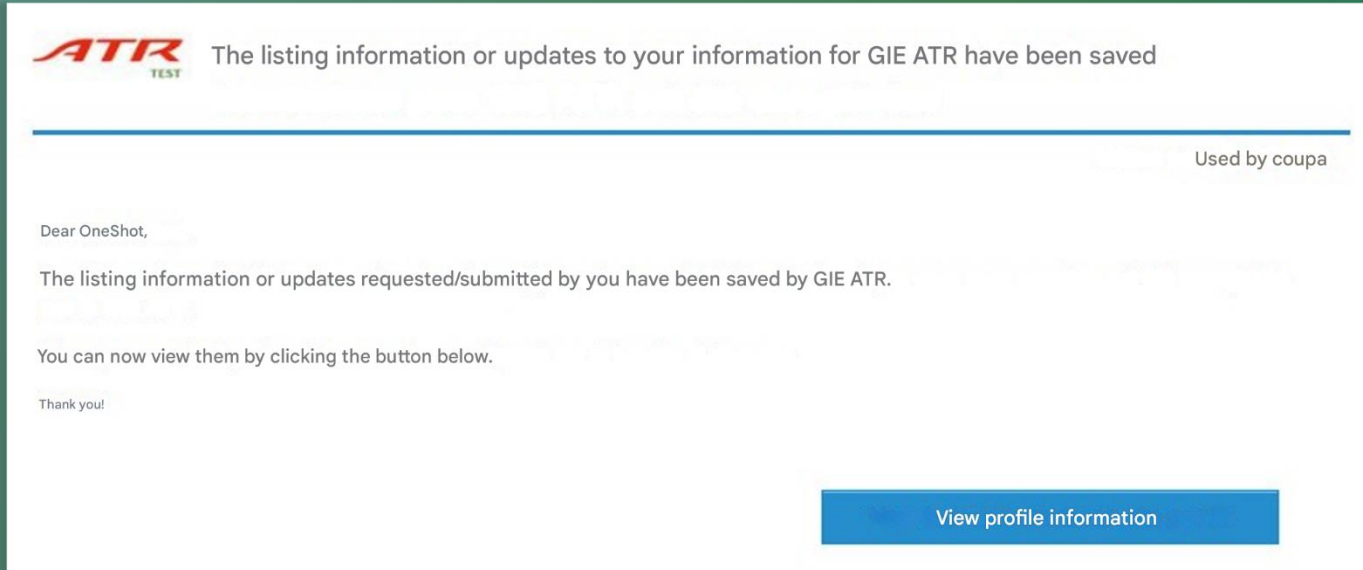 ATR
TEST
The listing information or updates to your information for GIE ATR have been saved
Used by coupa
Dear OneShot,
The listing information or updates requested/submitted by you have been saved by GIE ATR.
You can now view them by clicking the button below.
Thank you!
View profile information